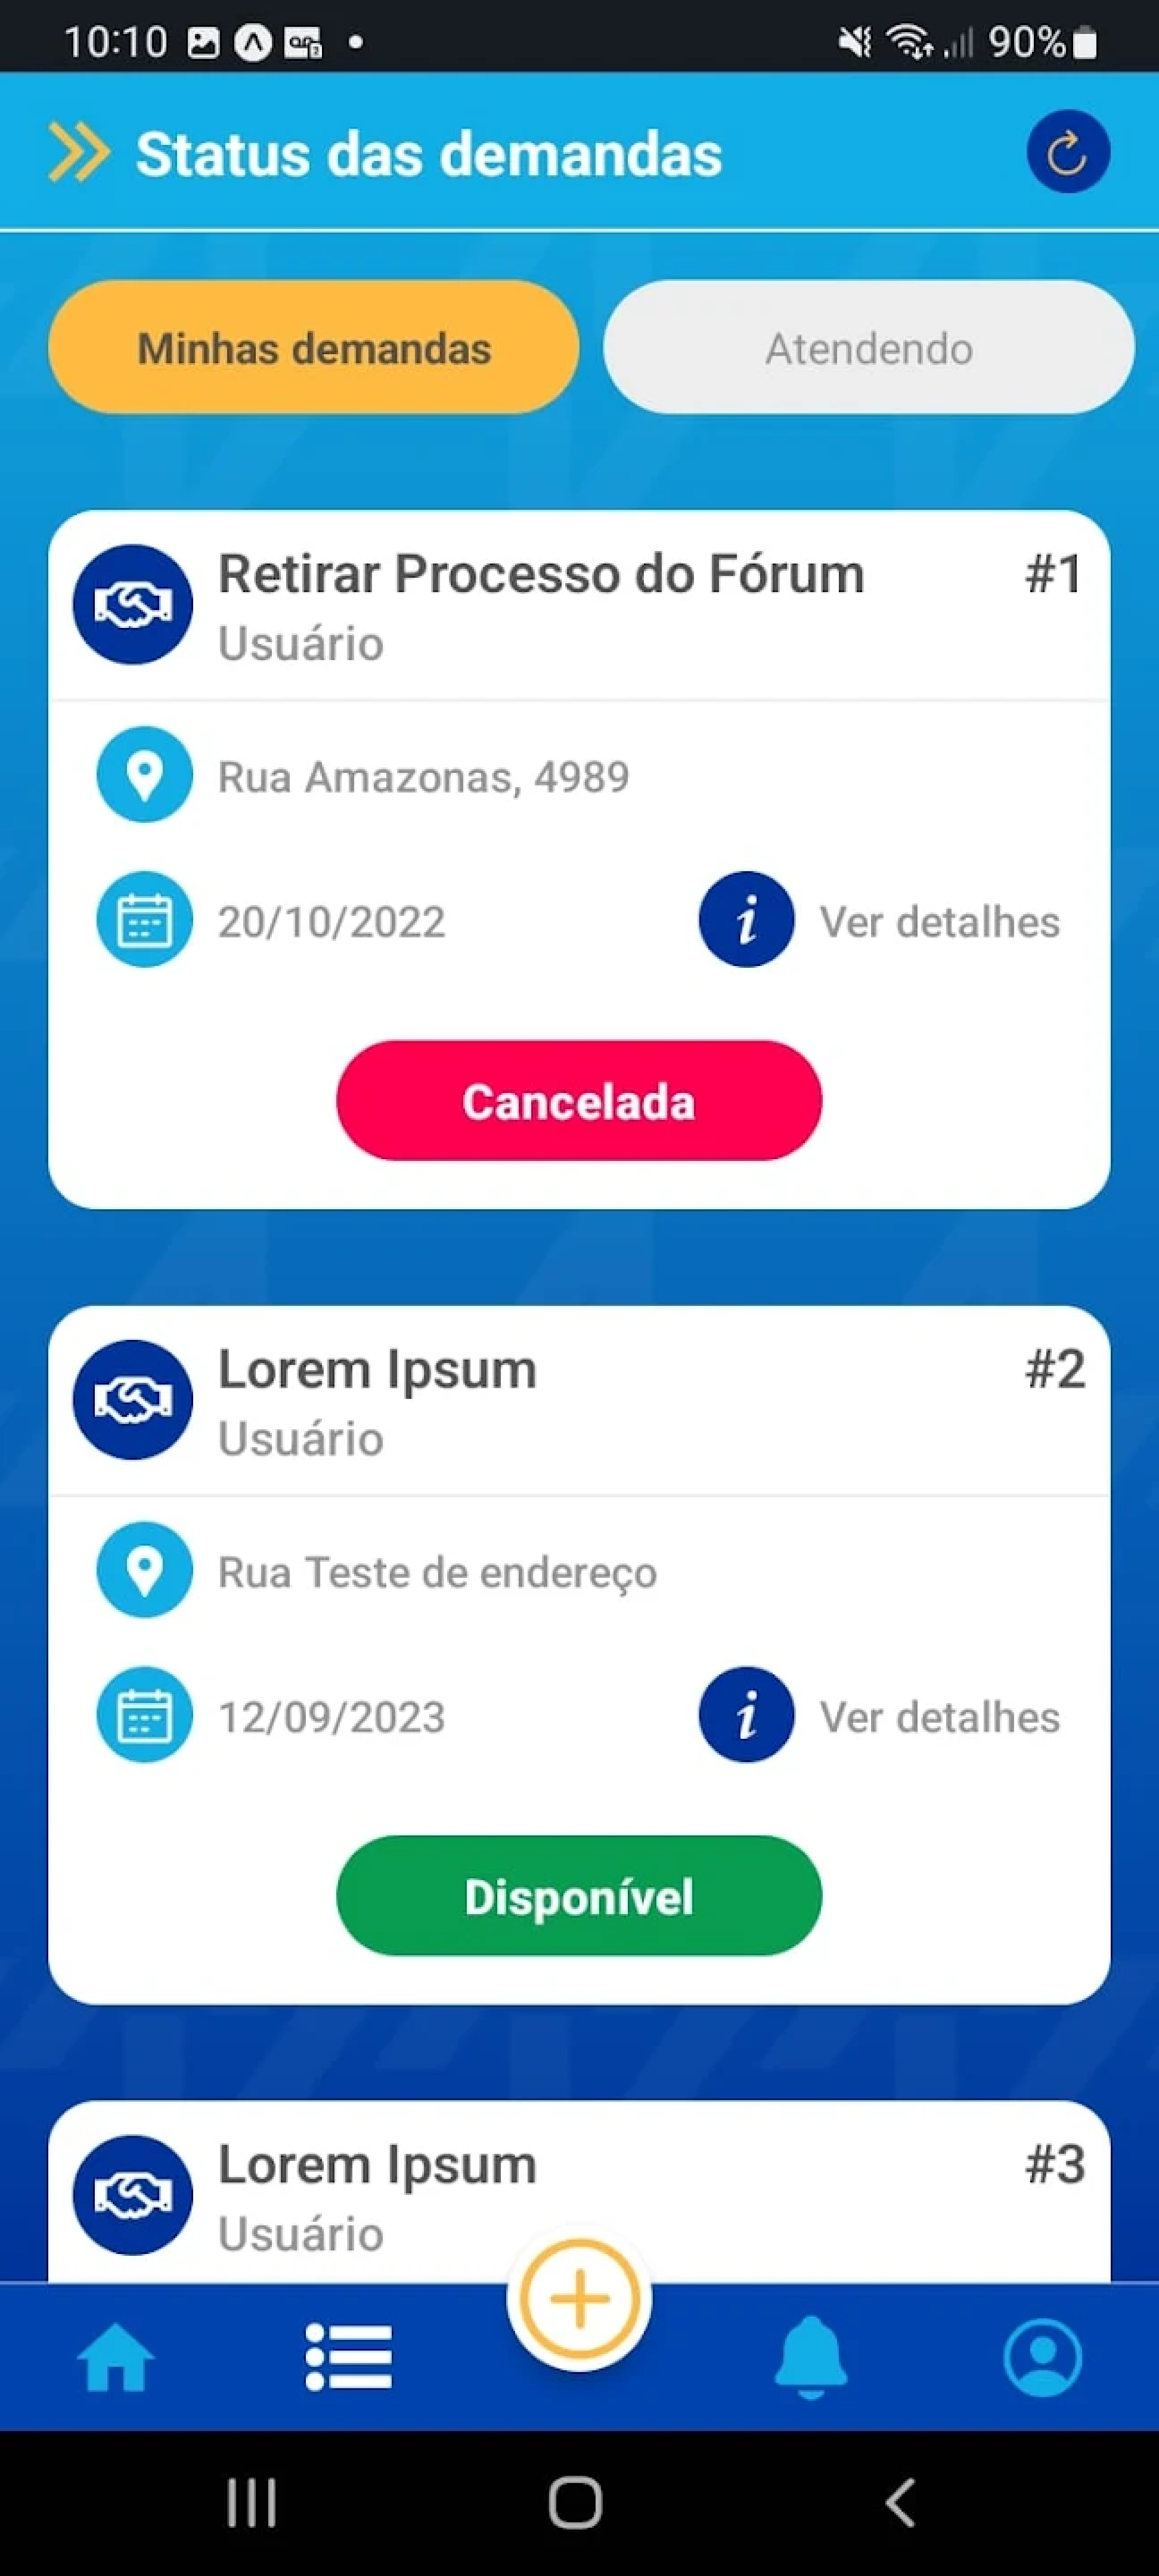 10:10 90%
Status das demandas
Minhas demandas Atendendo
Retirar Processo do Fórum #1
Usuário
Rua Amazonas, 4989
20/10/2022 i Ver detalhes
Cancelada
Lorem Ipsum #2
Usuário
Rua Teste de endereço
12/09/2023 i Ver detalhes
Disponível
Lorem Ipsum #3
Usuário